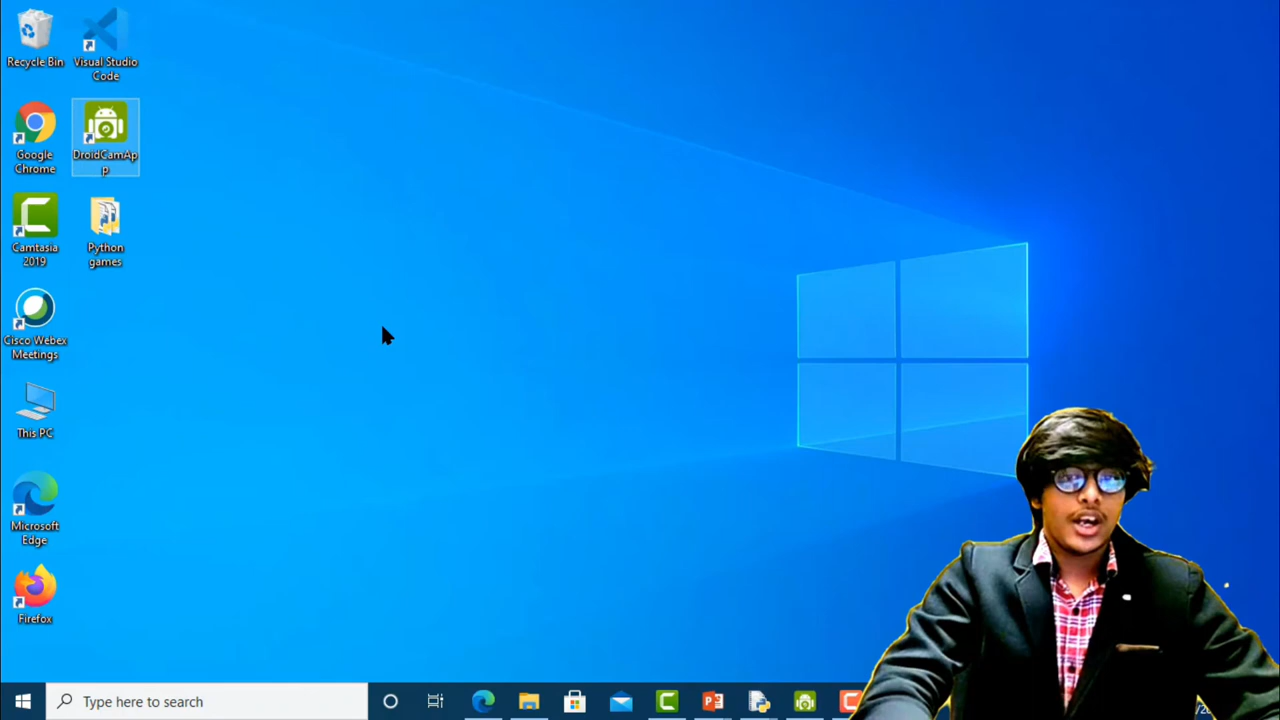 Recycle Bin
Visual Studio
Code
Google
Chrome
DroidCamAp
p
Camtasia
2019
Python
games
Cisco Webex
Meetings
This PC
Microsoft
Edge
Firefox
Type here to search